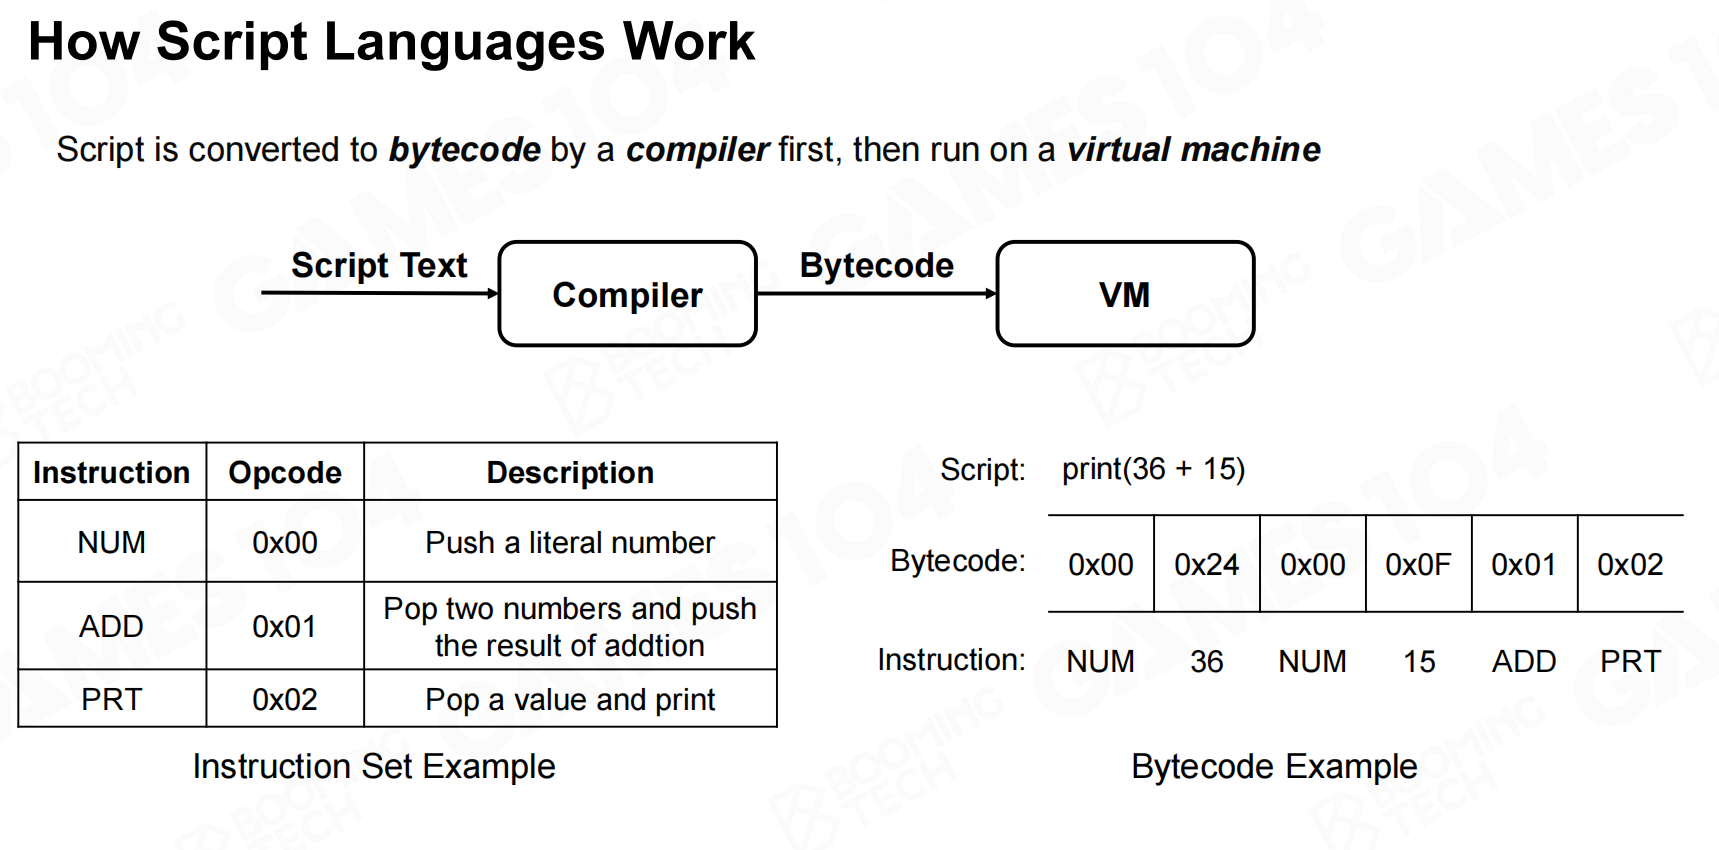 How Script Languages Work
Script is converted to bytecode by a compiler first, then run on a virtual machine
Script Text
Compiler
Bytecode
VM
Instruction Opcode Description
NUM 0x00 Push a literal number
ADD 0x01 Pop two numbers and push
the result of addtion
PRT 0x02 Pop a value and print
Instruction Set Example
Script: print(36 + 15)
Bytecode: 0x00 0x24 0x00 0x0F 0x01 0x02
Instruction: NUM 36 NUM 15 ADD PRT
Bytecode Example
GAMES104
BOOMING
TECH